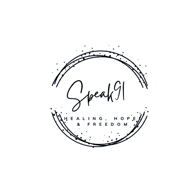 Speak91
HEALING, HOPE
& FREEDOM